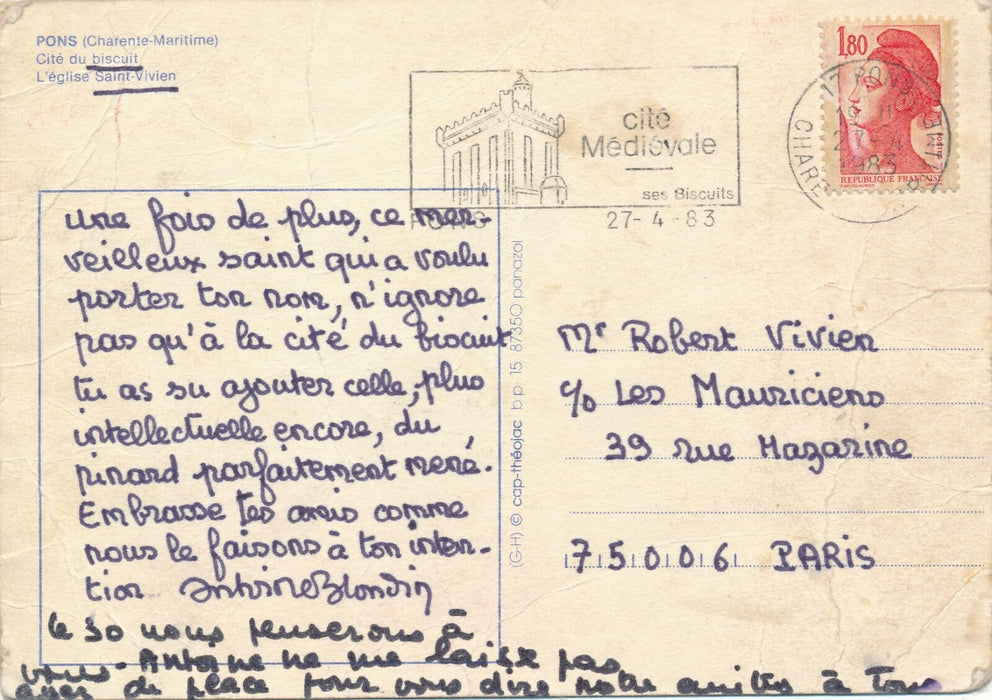 PONS (Charente-Maritime)
Cité du biscuit
L'église Saint-Vivien
cité
Médiévale
ses Biscuits
PONS
27-4-83
1,80
REPUBLIQUE FRANÇAISE
17 PONS
1983
une fois de plus, ce mer-
veilleux saint qui a voulu
porter ton nom, n'ignore
pas qu'à la cité du biscuit
tu as su ajouter celle, plus
intellectuelle encore, du
pinard parfaitement mené.
Embrasse tes amis comme
nous le faisons à ton inten-
tion Antoine Blondin
le 30 nous penserons à
vous. Antoine ne me laisse pas
de place pour vous dire notre amitié à tous
(G-H) © cap-théojac b.p. 15 87350 panazol
Mr Robert Vivien
c/o Les Mauriciens
39 rue Mazarine
75006 PARIS